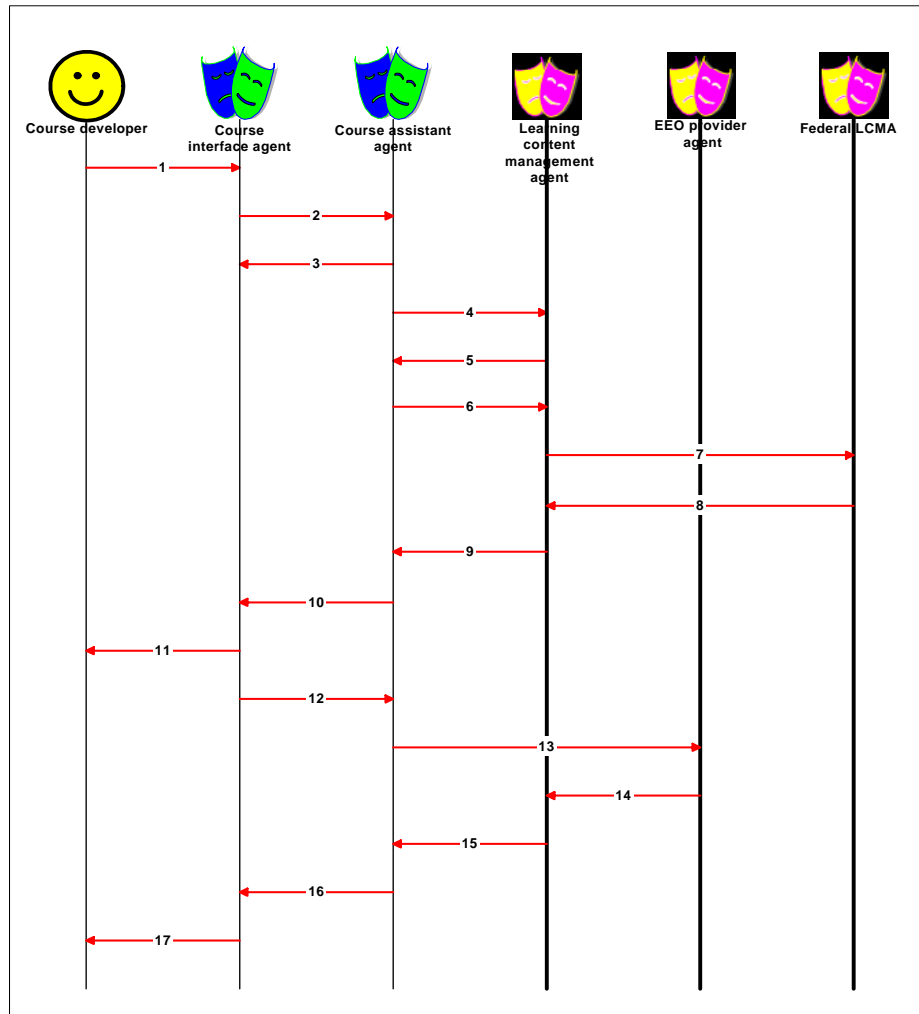 Course developer
Course
interface agent
Course assistant
agent
Learning
content
management
agent
EEO provider
agent
Federal LCMA
1
2
3
4
5
6
7
8
9
10
11
12
13
14
15
16
17